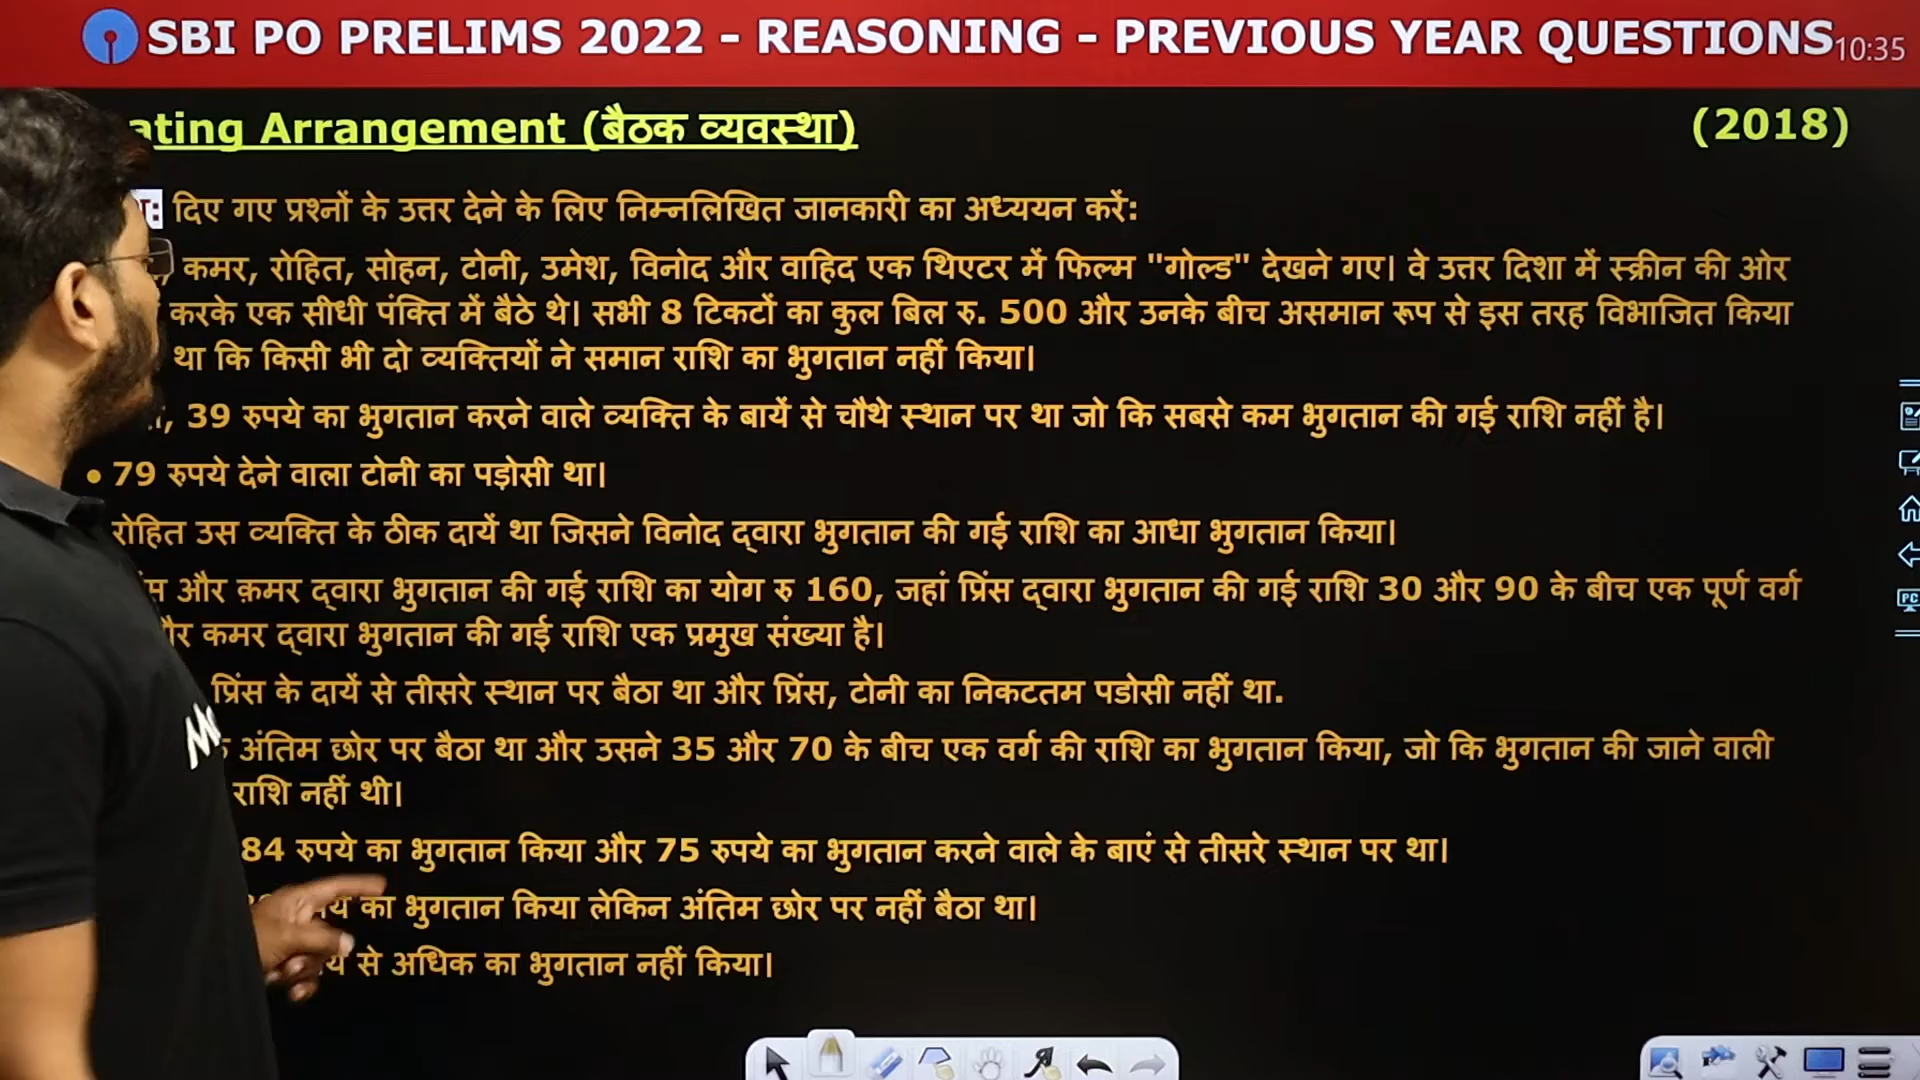 SBI PO PRELIMS 2022 - REASONING - PREVIOUS YEAR QUESTIONS
10:35
ating Arrangement (बैठक व्यवस्था)
(2018)
दिए गए प्रश्नों के उत्तर देने के लिए निम्नलिखित जानकारी का अध्ययन करें:
कमर, रोहित, सोहन, टोनी, उमेश, विनोद और वाहिद एक थिएटर में फिल्म "गोल्ड" देखने गए। वे उत्तर दिशा में स्क्रीन की ओर
करके एक सीधी पंक्ति में बैठे थे। सभी 8 टिकटों का कुल बिल रु. 500 और उनके बीच असमान रूप से इस तरह विभाजित किया
था कि किसी भी दो व्यक्तियों ने समान राशि का भुगतान नहीं किया।
39 रुपये का भुगतान करने वाले व्यक्ति के बायें से चौथे स्थान पर था जो कि सबसे कम भुगतान की गई राशि नहीं है।
• 79 रुपये देने वाला टोनी का पड़ोसी था।
रोहित उस व्यक्ति के ठीक दायें था जिसने विनोद द्वारा भुगतान की गई राशि का आधा भुगतान किया।
और क़मर द्वारा भुगतान की गई राशि का योग रु 160, जहां प्रिंस द्वारा भुगतान की गई राशि 30 और 90 के बीच एक पूर्ण वर्ग
कमर द्वारा भुगतान की गई राशि एक प्रमुख संख्या है।
प्रिंस के दायें से तीसरे स्थान पर बैठा था और प्रिंस, टोनी का निकटतम पडोसी नहीं था.
अंतिम छोर पर बैठा था और उसने 35 और 70 के बीच एक वर्ग की राशि का भुगतान किया, जो कि भुगतान की जाने वाली
राशि नहीं थी।
84 रुपये का भुगतान किया और 75 रुपये का भुगतान करने वाले के बाएं से तीसरे स्थान पर था।
का भुगतान किया लेकिन अंतिम छोर पर नहीं बैठा था।
से अधिक का भुगतान नहीं किया।
PC